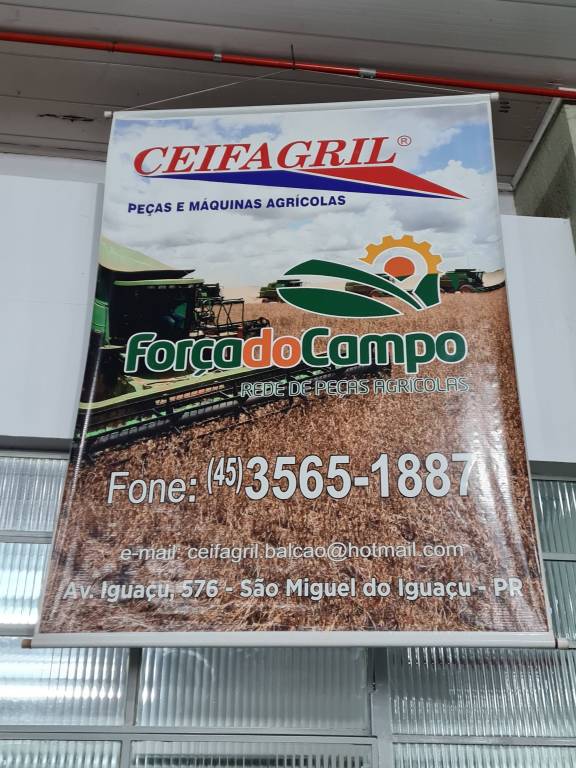 CEIFAGRIL®
PEÇAS E MÁQUINAS AGRÍCOLAS
ForçadoCampo
REDE DE PEÇAS AGRÍCOLAS
Fone: (45)3565-1887
e-mail: ceifagril.balcao@hotmail.com
Av. Iguaçu, 576 - São Miguel do Iguaçu - PR